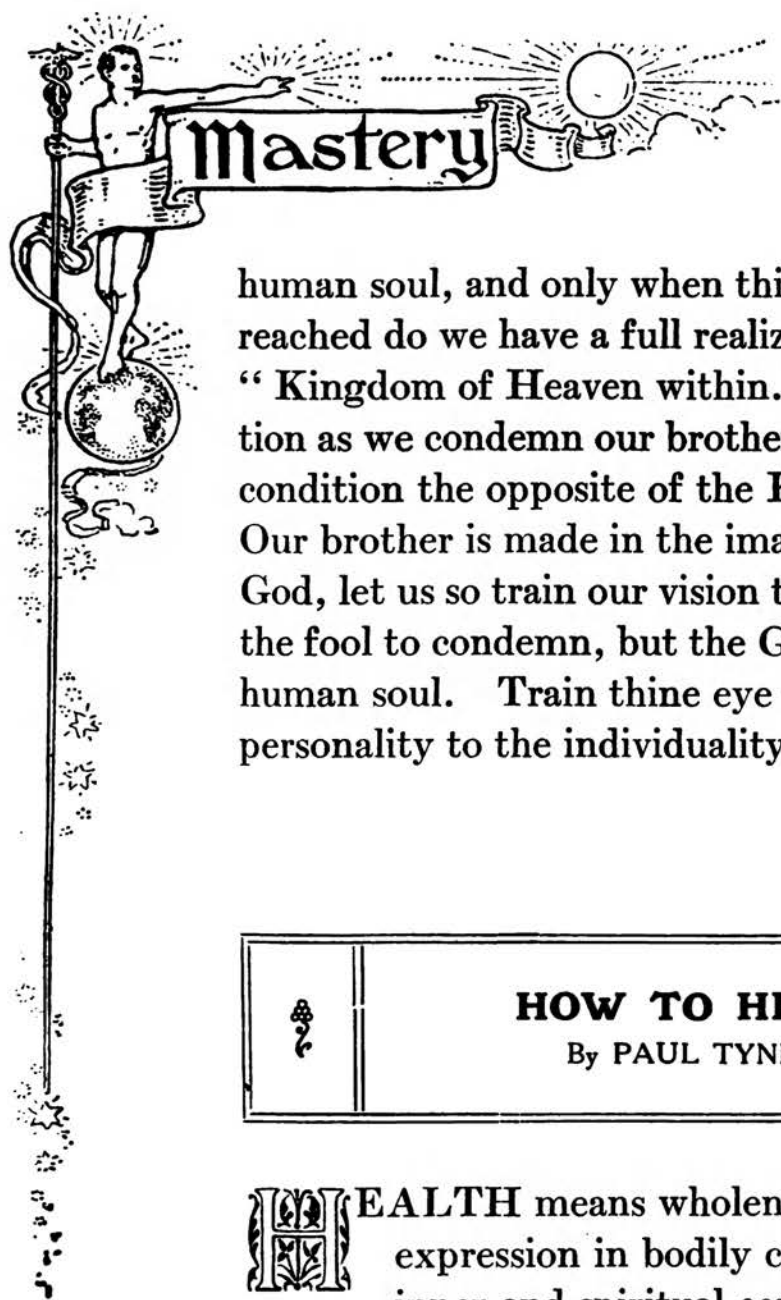 Mastery
human soul, and only when thi
reached do we have a full realiz
“ Kingdom of Heaven within.
tion as we condemn our brothe
condition the opposite of the
Our brother is made in the ima
God, let us so train our vision t
the fool to condemn, but the G
human soul. Train thine eye
personality to the individuality
HOW TO HE
By PAUL TYN
HEALTH means wholen
expression in bodily c